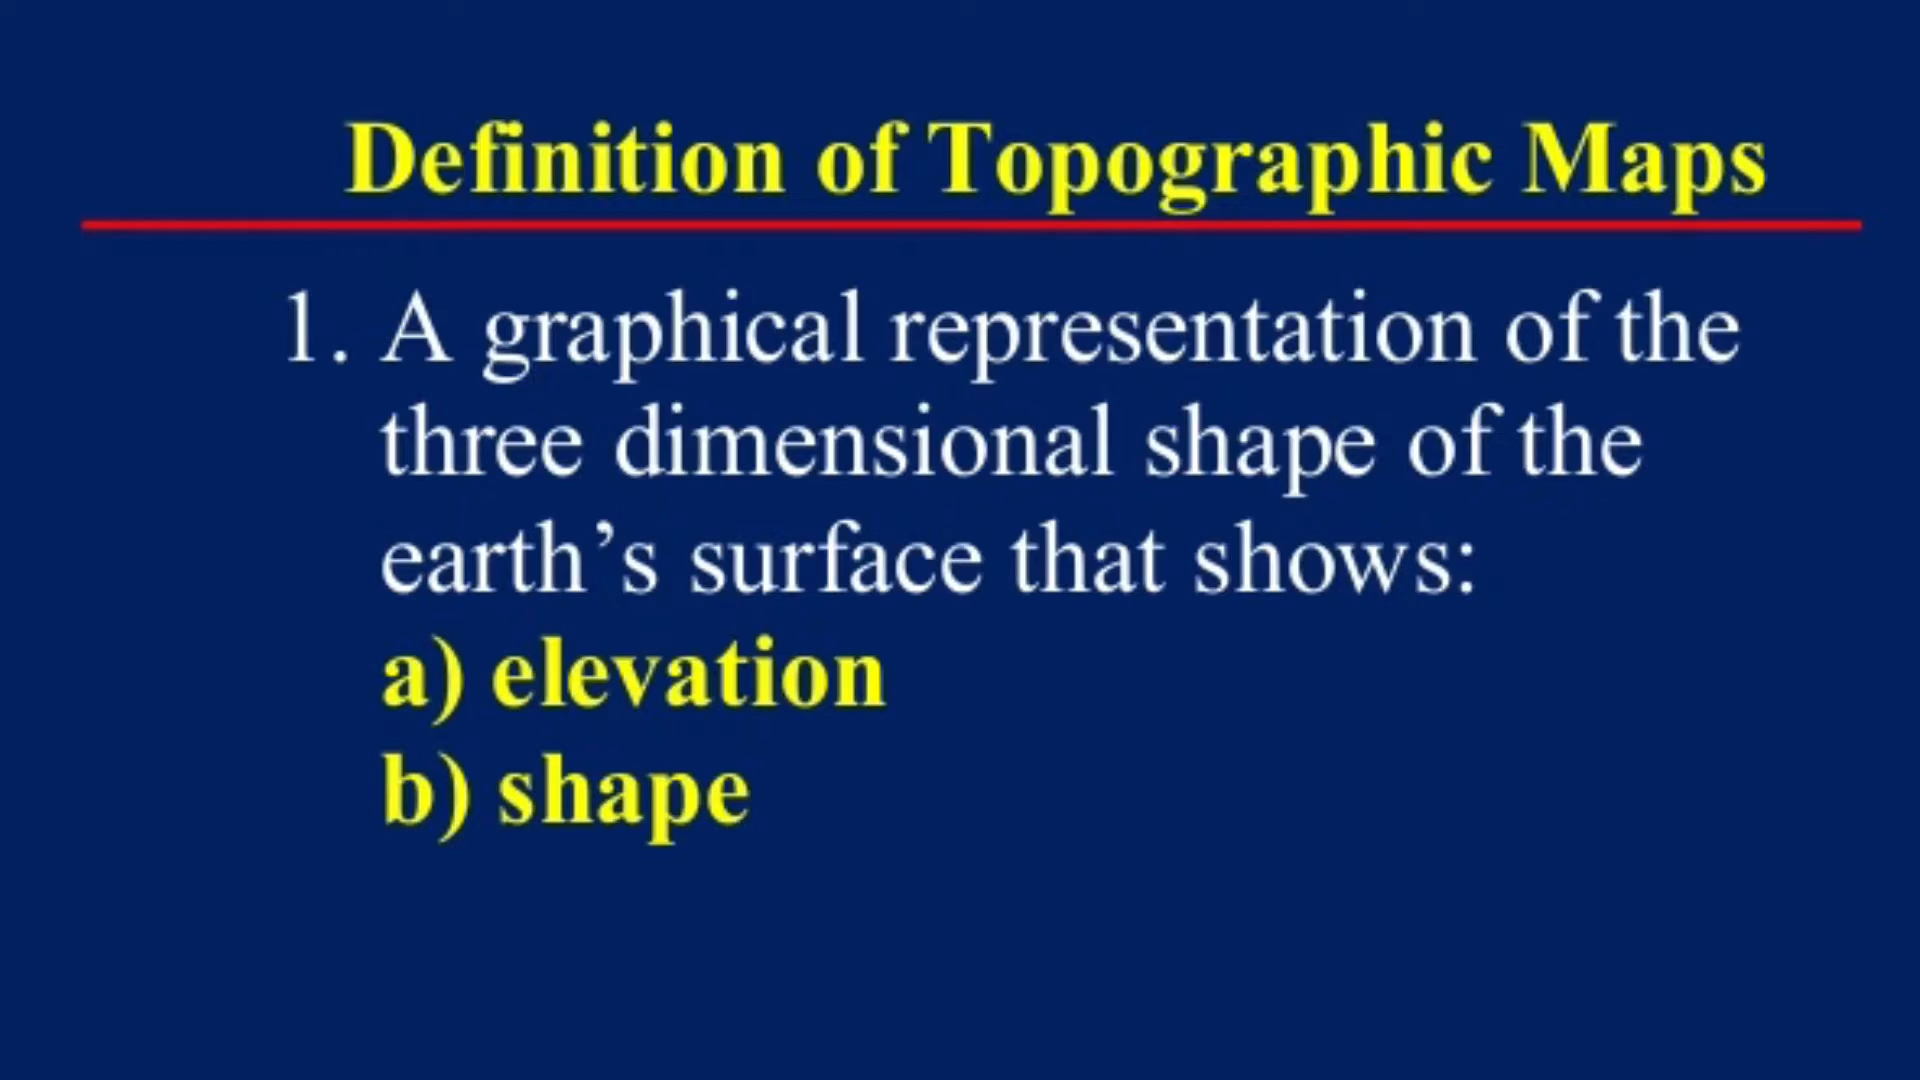 Definition of Topographic Maps
1. A graphical representation of the
three dimensional shape of the
earth’s surface that shows:
a) elevation
b) shape